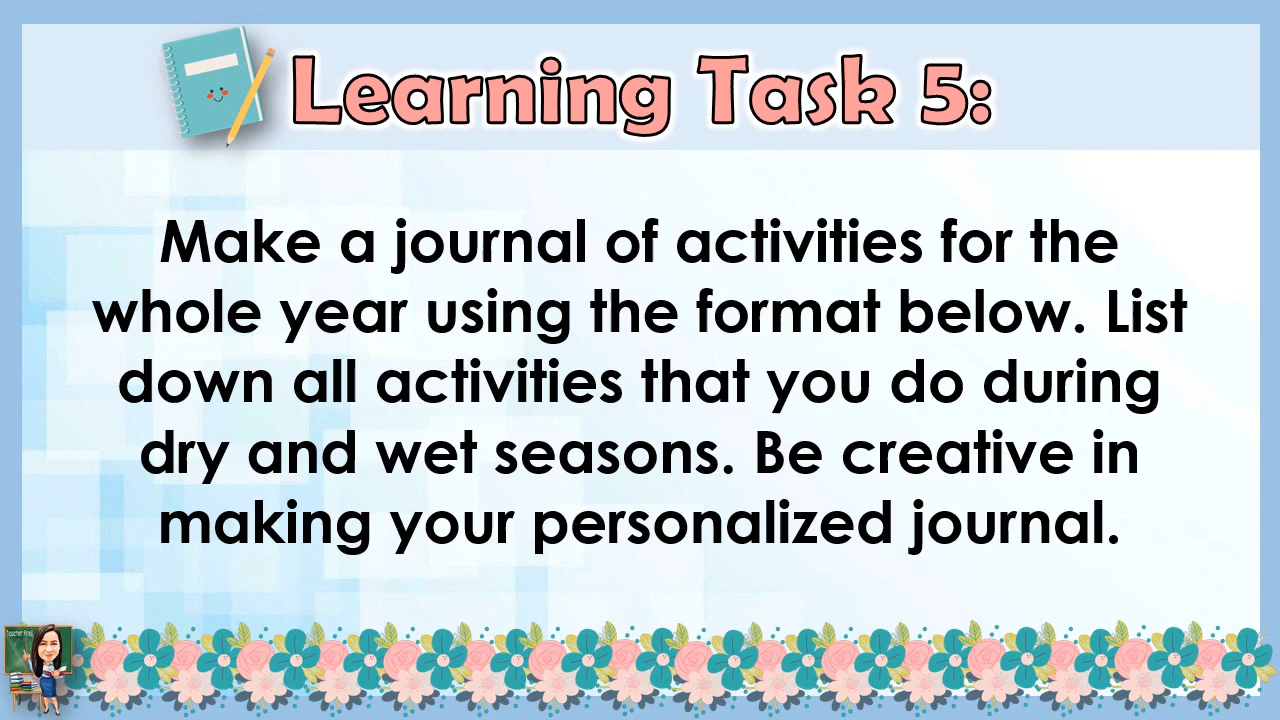 Learning Task 5:
Make a journal of activities for the
whole year using the format below. List
down all activities that you do during
dry and wet seasons. Be creative in
making your personalized journal.
Teacher